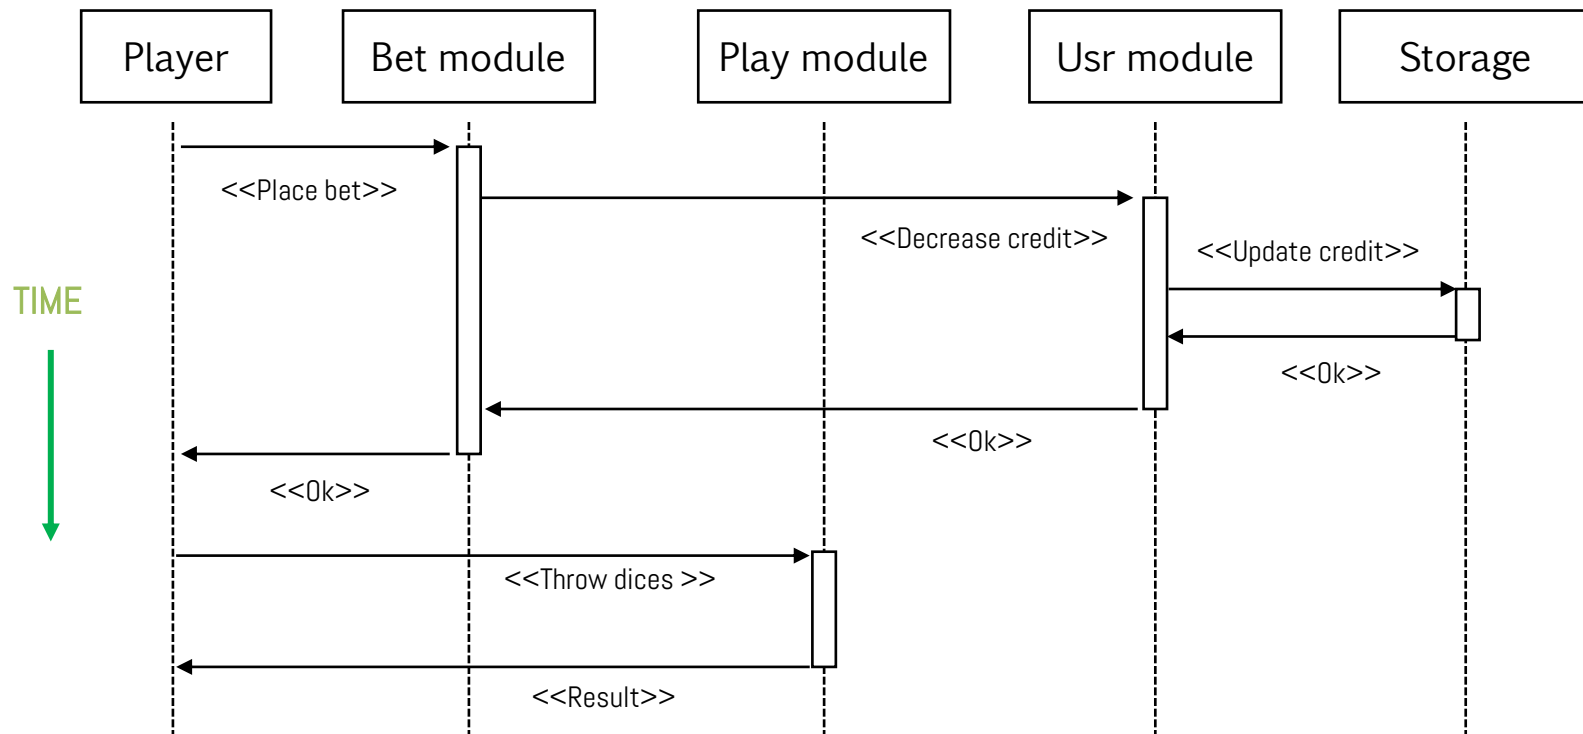 Player
Bet module
Play module
Usr module
Storage
<<Place bet>>
<<Decrease credit>>
<<Update credit>>
TIME
<<Ok>>
<<Ok>>
<<Ok>>
<<Throw dices >>
<<Result>>